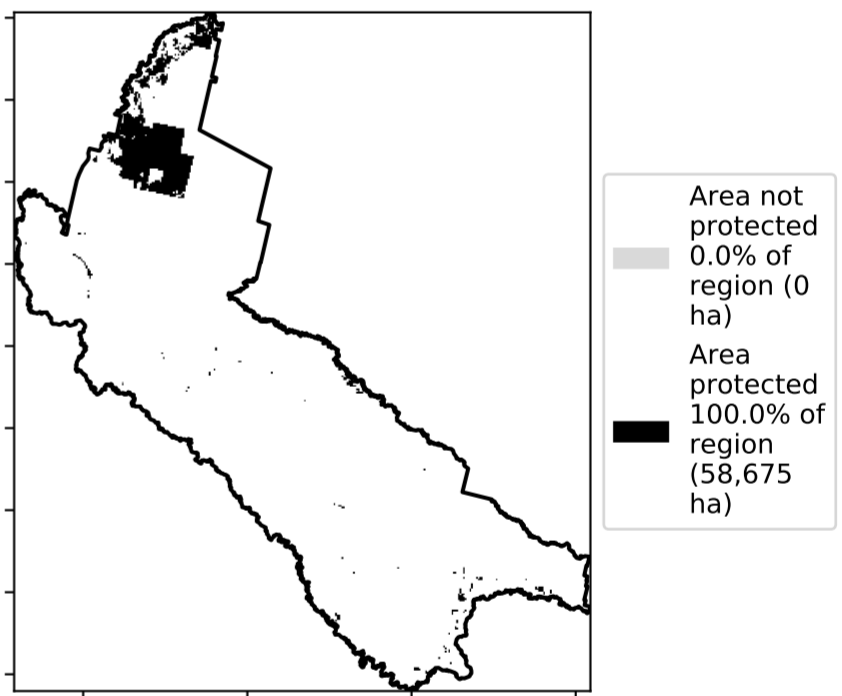 Area not
protected
0.0% of
region (0
ha)
Area
protected
100.0% of
region
(58,675
ha)